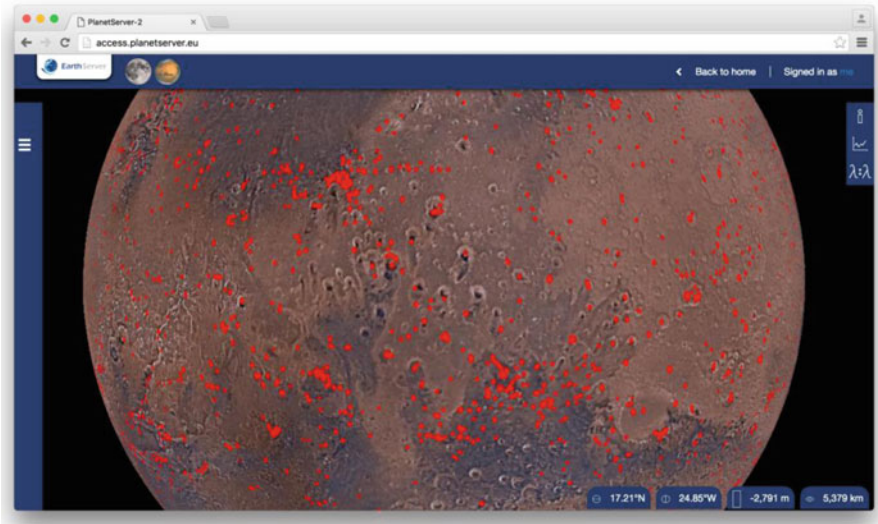 PlanetServer-2
access.planetserver.eu
EarthServer
Back to home | Signed in as me
λ:λ
17.21°N
24.85°W
-2,791 m
5,379 km